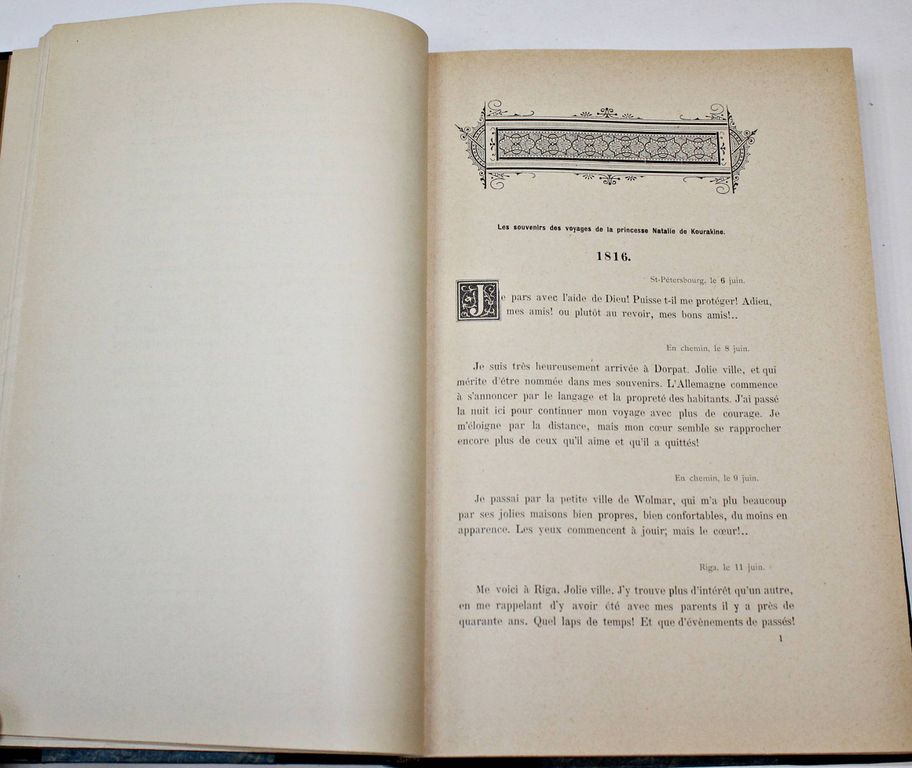 Les souvenirs des voyages de la princesse Natalie de Kourakine.
1816.
St-Pétersbourg, le 6 juin.
Je pars avec l'aide de Dieu! Puisse t-il me protéger! Adieu,
mes amis! ou plutôt au revoir, mes bons amis!..
En chemin, le 8 juin.
Je suis très heureusement arrivée à Dorpat. Jolie ville, et qui
mérite d'être nommée dans mes souvenirs. L'Allemagne commence
à s'annoncer par le langage et la propreté des habitants. J'ai passé
la nuit ici pour continuer mon voyage avec plus de courage. Je
m'éloigne par la distance, mais mon cœur semble se rapprocher
encore plus de ceux qu'il aime et qu'il a quittés!
En chemin, le 9 juin.
Je passai par la petite ville de Wolmar, qui m'a plu beaucoup
par ses jolies maisons bien propres, bien confortables, du moins en
apparence. Les yeux commencent à jouir; mais le cœur!..
Riga, le 11 juin.
Me voici à Riga. Jolie ville. J'y trouve plus d'intérêt qu'un autre,
en me rappelant d'y avoir été avec mes parents il y a près de
quarante ans. Quel laps de temps! Et que d'évènements de passés!
1